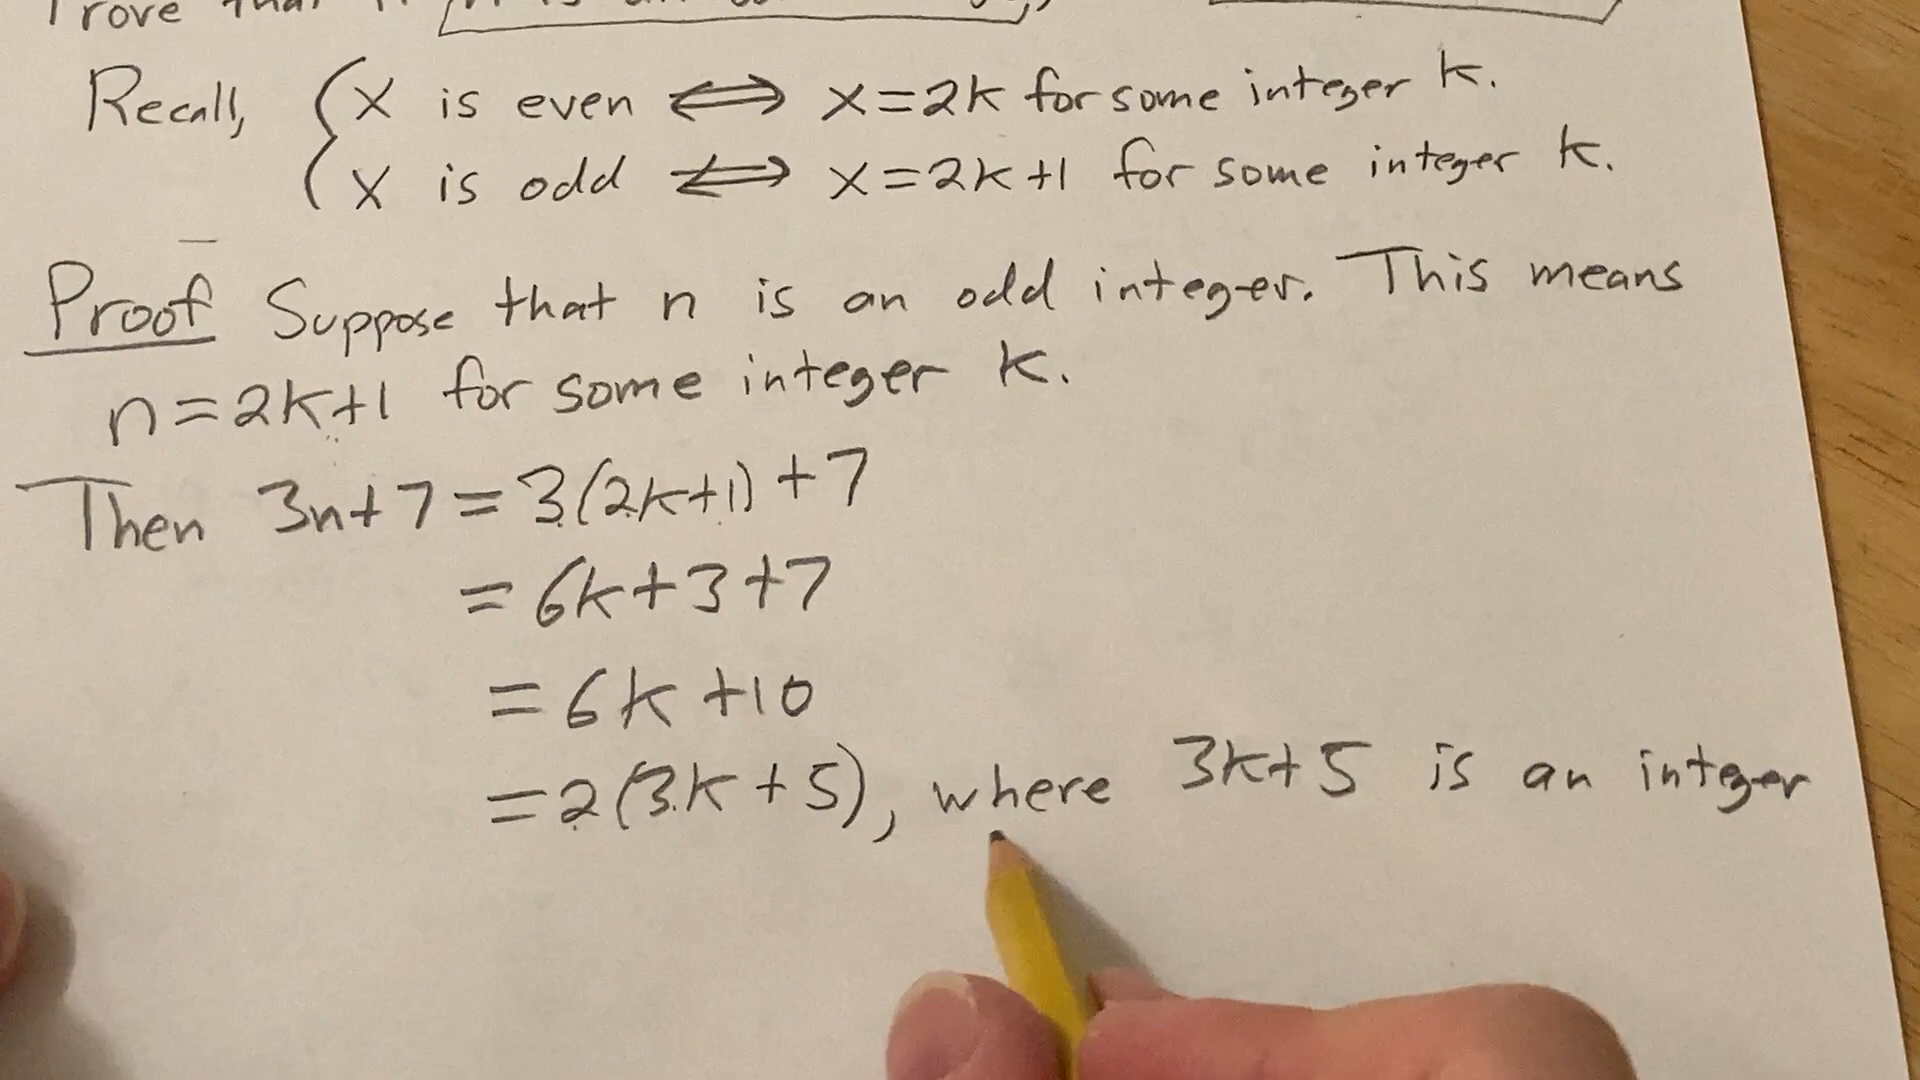 Prove that
Recall, { x is even ⟺ x=2k for some integer k.
x is odd ⟺ x=2k+1 for some integer k.
Proof Suppose that n is an odd integer. This means
n=2k+1 for some integer k.
Then 3n+7=3(2k+1)+7
=6k+3+7
=6k+10
=2(3k+5), where 3k+5 is an integer